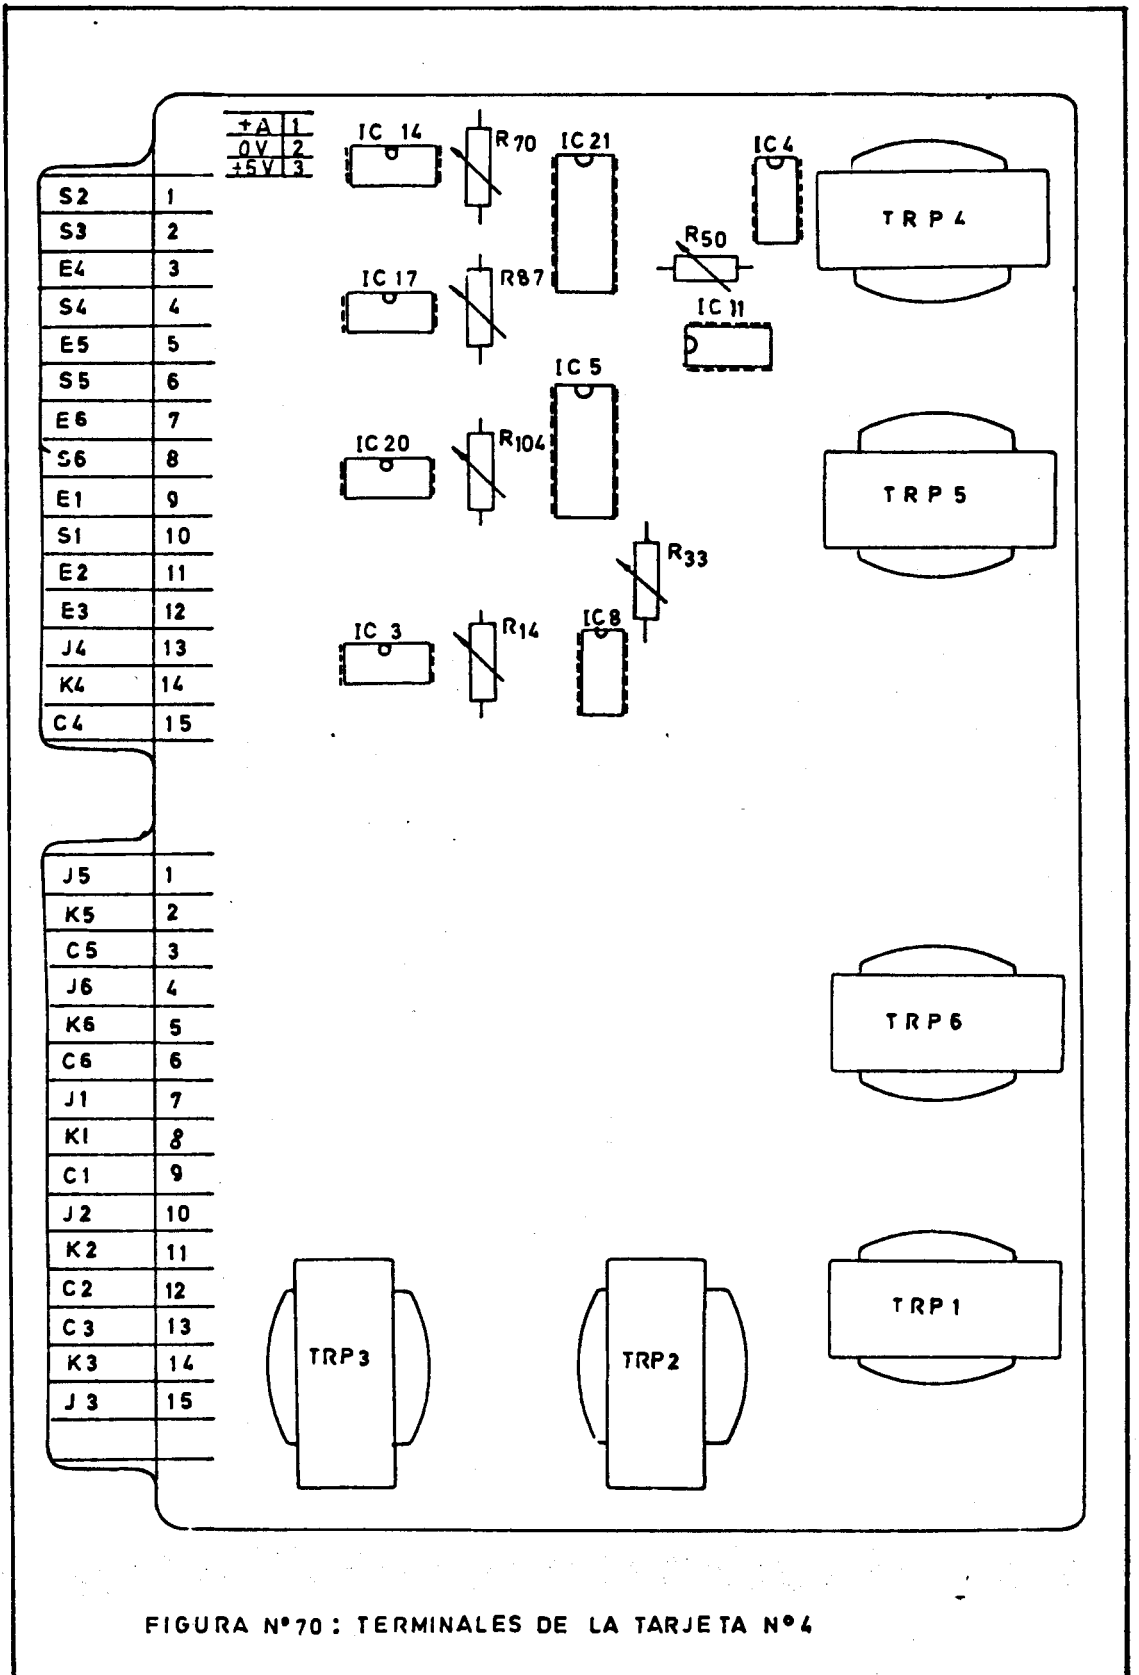 +A 1
0V 2
+5V 3
S2 1
S3 2
E4 3
S4 4
E5 5
S5 6
E6 7
S6 8
E1 9
S1 10
E2 11
E3 12
J4 13
K4 14
C4 15
J5 1
K5 2
C5 3
J6 4
K6 5
C6 6
J1 7
K1 8
C1 9
J2 10
K2 11
C2 12
C3 13
K3 14
J3 15
IC 14
R70
IC 21
IC 4
TRP 4
R50
IC 17
R87
IC 11
IC 5
IC 20
R104
TRP 5
R33
IC 3
R14
IC8
TRP 6
TRP 1
TRP3
TRP2
FIGURA Nº70: TERMINALES DE LA TARJETA Nº4